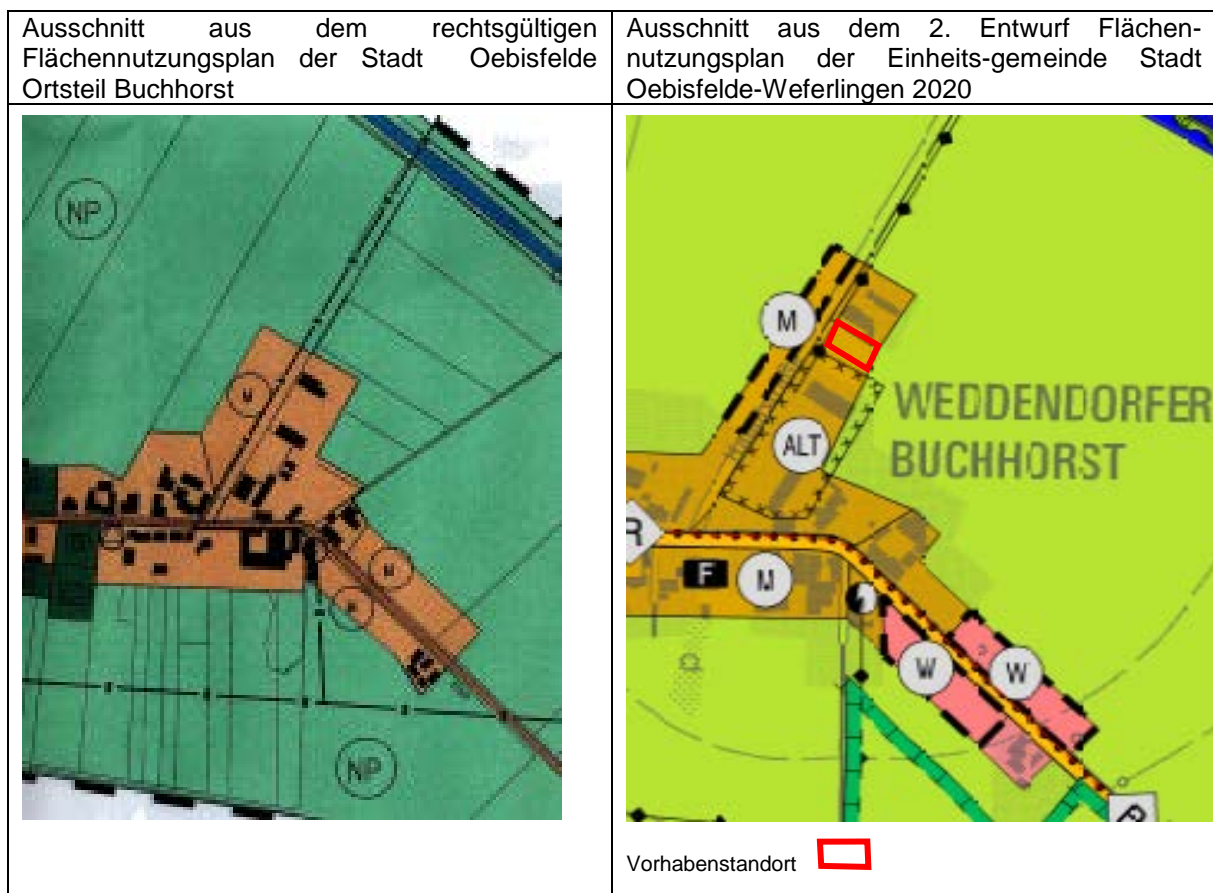 Ausschnitt aus dem rechtsgültigen
Flächennutzungsplan der Stadt Oebisfelde
Ortsteil Buchhorst
Ausschnitt aus dem 2. Entwurf Flächen-
nutzungsplan der Einheits-gemeinde Stadt
Oebisfelde-Weferlingen 2020
NP
M
NP
M
ALT
WEDDENDORFER
BUCHHORST
R
F
M
W
W
R
Vorhabenstandort